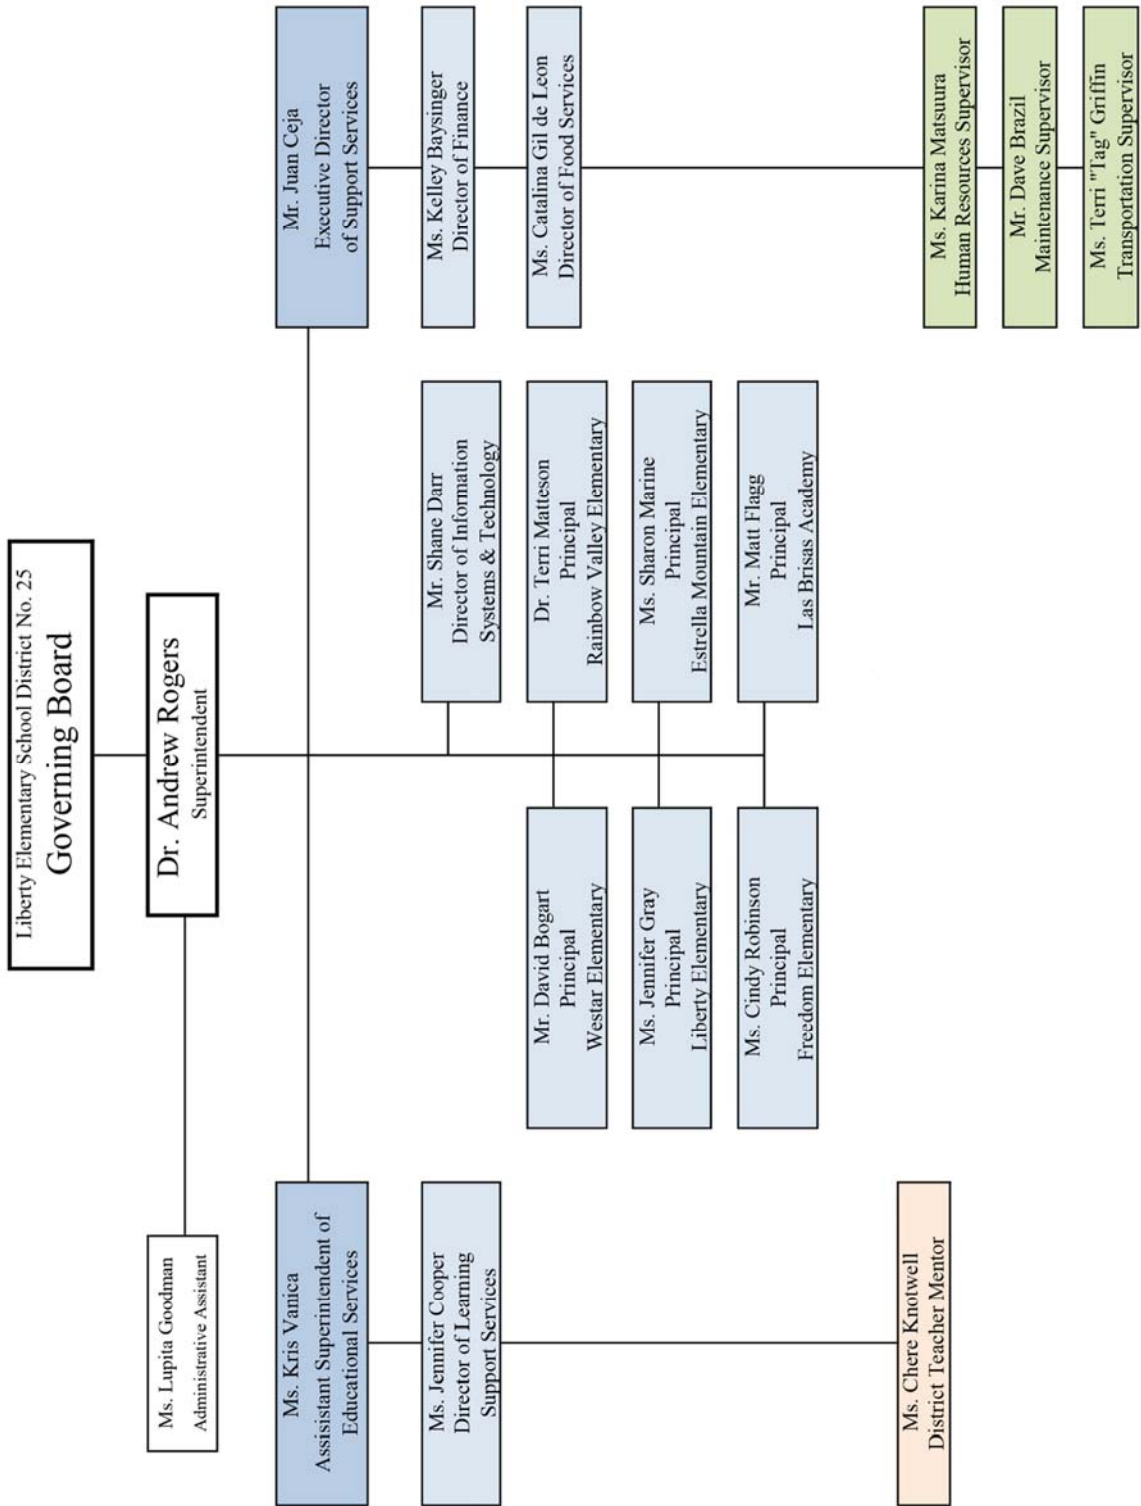 Liberty Elementary School District No. 25
Governing Board
Dr. Andrew Rogers
Superintendent
Ms. Lupita Goodman
Administrative Assistant
Ms. Kris Vanica
Assisistant Superintendent of
Educational Services
Mr. Juan Ceja
Executive Director
of Support Services
Ms. Jennifer Cooper
Director of Learning
Support Services
Mr. Shane Darr
Director of Information
Systems & Technology
Ms. Kelley Baysinger
Director of Finance
Mr. David Bogart
Principal
Westar Elementary
Dr. Terri Matteson
Principal
Rainbow Valley Elementary
Ms. Catalina Gil de Leon
Director of Food Services
Ms. Jennifer Gray
Principal
Liberty Elementary
Ms. Sharon Marine
Principal
Estrella Mountain Elementary
Ms. Cindy Robinson
Principal
Freedom Elementary
Mr. Matt Flagg
Principal
Las Brisas Academy
Ms. Chere Knotwell
District Teacher Mentor
Ms. Karina Matsuura
Human Resources Supervisor
Mr. Dave Brazil
Maintenance Supervisor
Ms. Terri "Tag" Griffin
Transportation Supervisor